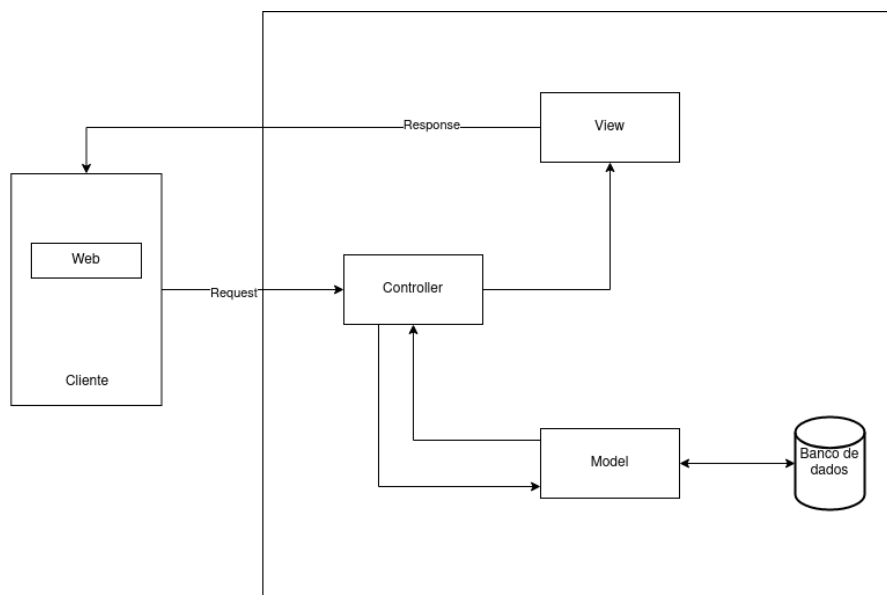 Response
View
Web
Controller
Request
Cliente
Model
Banco de
dados